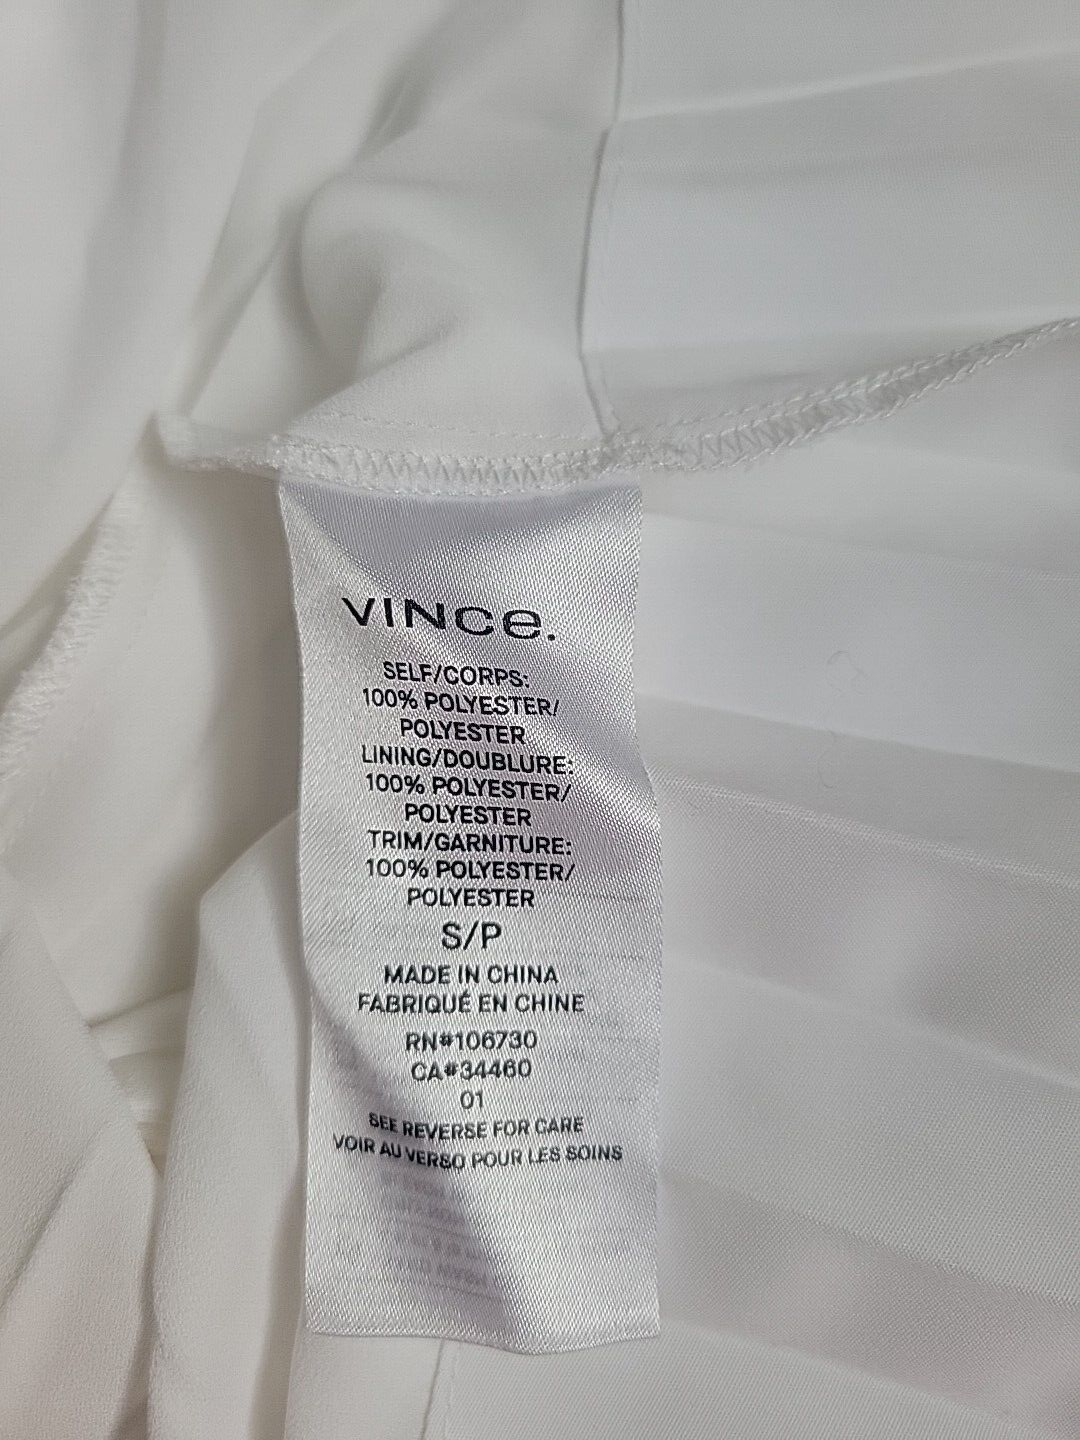 VINCE.
SELF/CORPS:
100% POLYESTER/
POLYESTER
LINING/DOUBLURE:
100% POLYESTER/
POLYESTER
TRIM/GARNITURE:
100% POLYESTER/
POLYESTER
S/P
MADE IN CHINA
FABRIQUÉ EN CHINE
RN#106730
CA#34460
01
SEE REVERSE FOR CARE
VOIR AU VERSO POUR LES SOINS